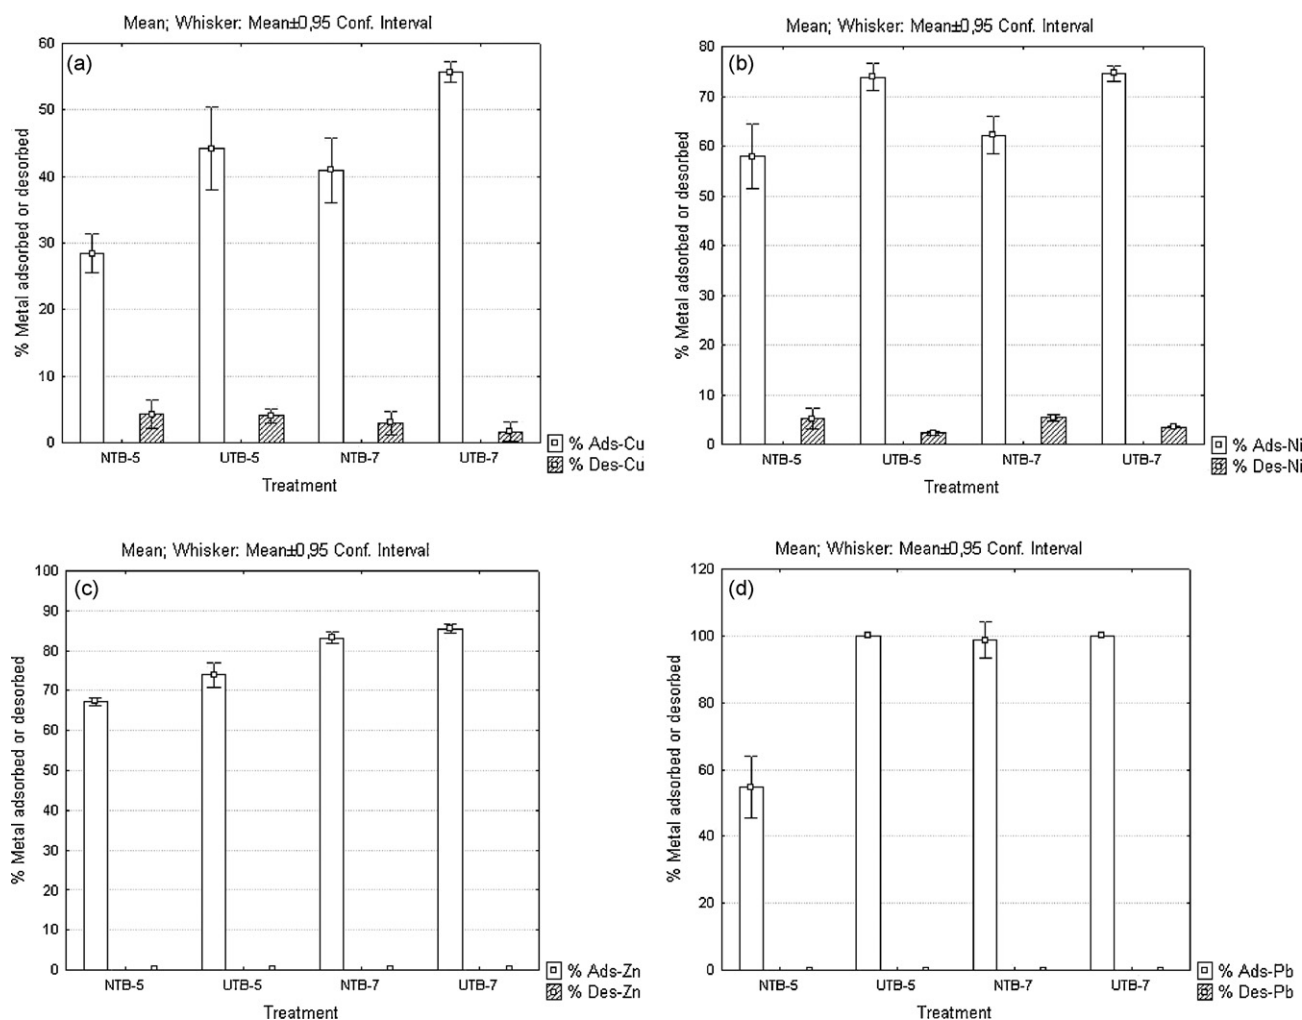 Mean; Whisker: Mean±0,95 Conf. Interval
(a)
% Metal adsorbed or desorbed
60
50
40
30
20
10
0
NTB-5 UTB-5 NTB-7 UTB-7
Treatment
% Ads-Cu
% Des-Cu
Mean; Whisker: Mean±0,95 Conf. Interval
(b)
% Metal adsorbed or desorbed
80
70
60
50
40
30
20
10
0
NTB-5 UTB-5 NTB-7 UTB-7
Treatment
% Ads-Ni
% Des-Ni
Mean; Whisker: Mean±0,95 Conf. Interval
(c)
% Metal adsorbed or desorbed
100
90
80
70
60
50
40
30
20
10
0
NTB-5 UTB-5 NTB-7 UTB-7
Treatment
% Ads-Zn
% Des-Zn
Mean; Whisker: Mean±0,95 Conf. Interval
(d)
% Metal adsorbed or desorbed
120
100
80
60
40
20
0
NTB-5 UTB-5 NTB-7 UTB-7
Treatment
% Ads-Pb
% Des-Pb